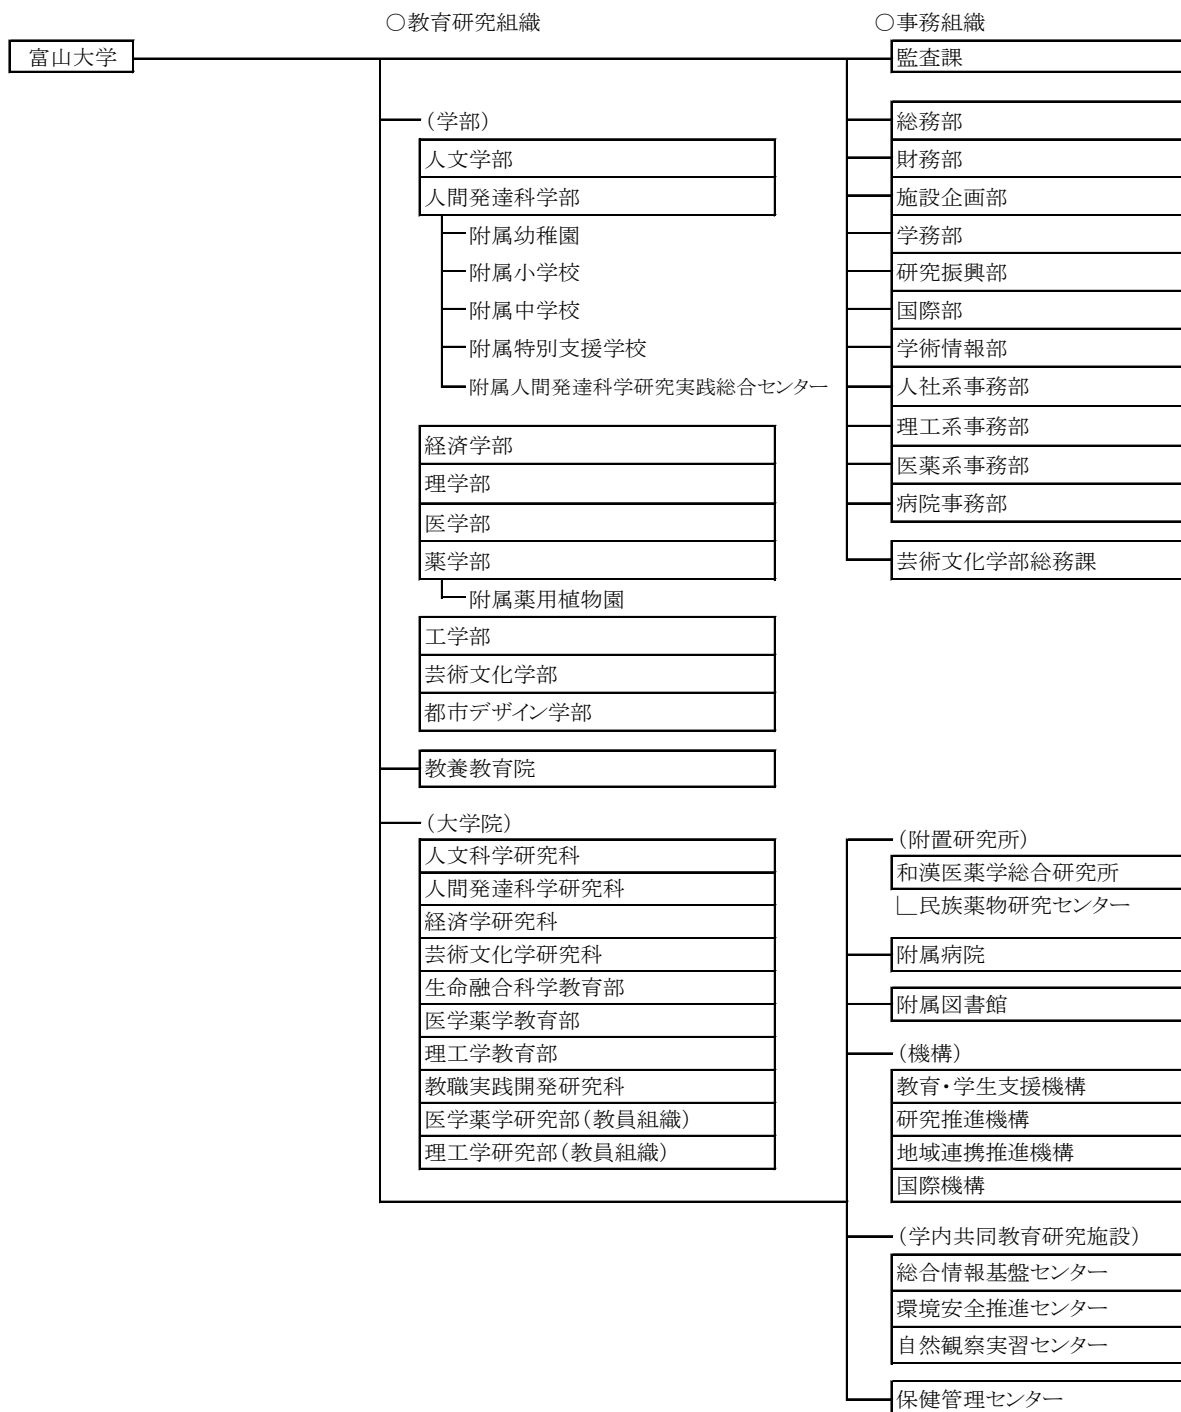 ○教育研究組織
○事務組織
富山大学
監査課
（学部）
人文学部
人間発達科学部
附属幼稚園
附属小学校
附属中学校
附属特別支援学校
附属人間発達科学研究実践総合センター
経済学部
理学部
医学部
薬学部
附属薬用植物園
工学部
芸術文化学部
都市デザイン学部
教養教育院
（大学院）
人文科学研究科
人間発達科学研究科
経済学研究科
芸術文化学研究科
生命融合科学教育部
医学薬学教育部
理工学教育部
教職実践開発研究科
医学薬学研究部（教員組織）
理工学研究部（教員組織）
総務部
財務部
施設企画部
学務部
研究振興部
国際部
学術情報部
人社系事務部
理工系事務部
医薬系事務部
病院事務部
芸術文化学部総務課
（附置研究所）
和漢医薬学総合研究所
∟民族薬物研究センター
附属病院
附属図書館
（機構）
教育・学生支援機構
研究推進機構
地域連携推進機構
国際機構
（学内共同教育研究施設）
総合情報基盤センター
環境安全推進センター
自然観察実習センター
保健管理センター